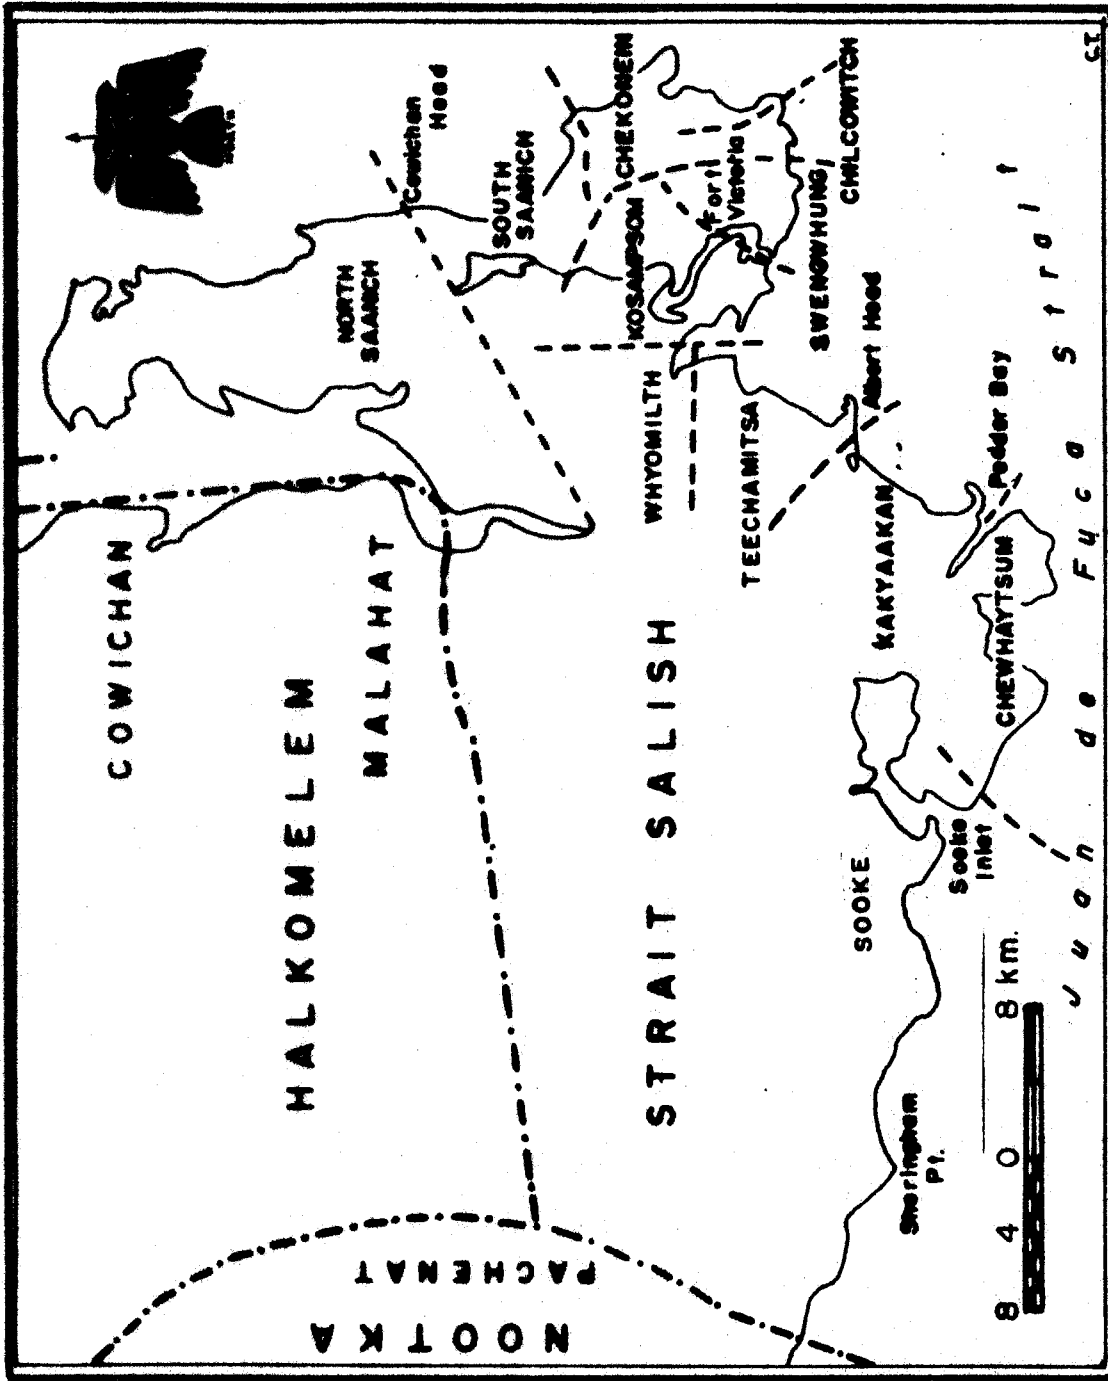 COWICHAN
HALKOMELEM
MALAHAT
NORTH
SAANICH
Cowichan
Head
SOUTH
SAANICH
CHEKONEIN
KOSAMPSOM
Fort
Victoria
CHILCOWITCH
SWENGWHUNG
WHYOMILTH
TEECHAMITSA
Albert Head
KAKYAAKAN
Pedder Bay
CHEWHAYTSUM
STRAIT SALISH
SOOKE
Sooke
Inlet
Sheringham
Pt.
PACHENAT
NOOTKA
Juan de Fuca Strait
8 4 0 8 km.